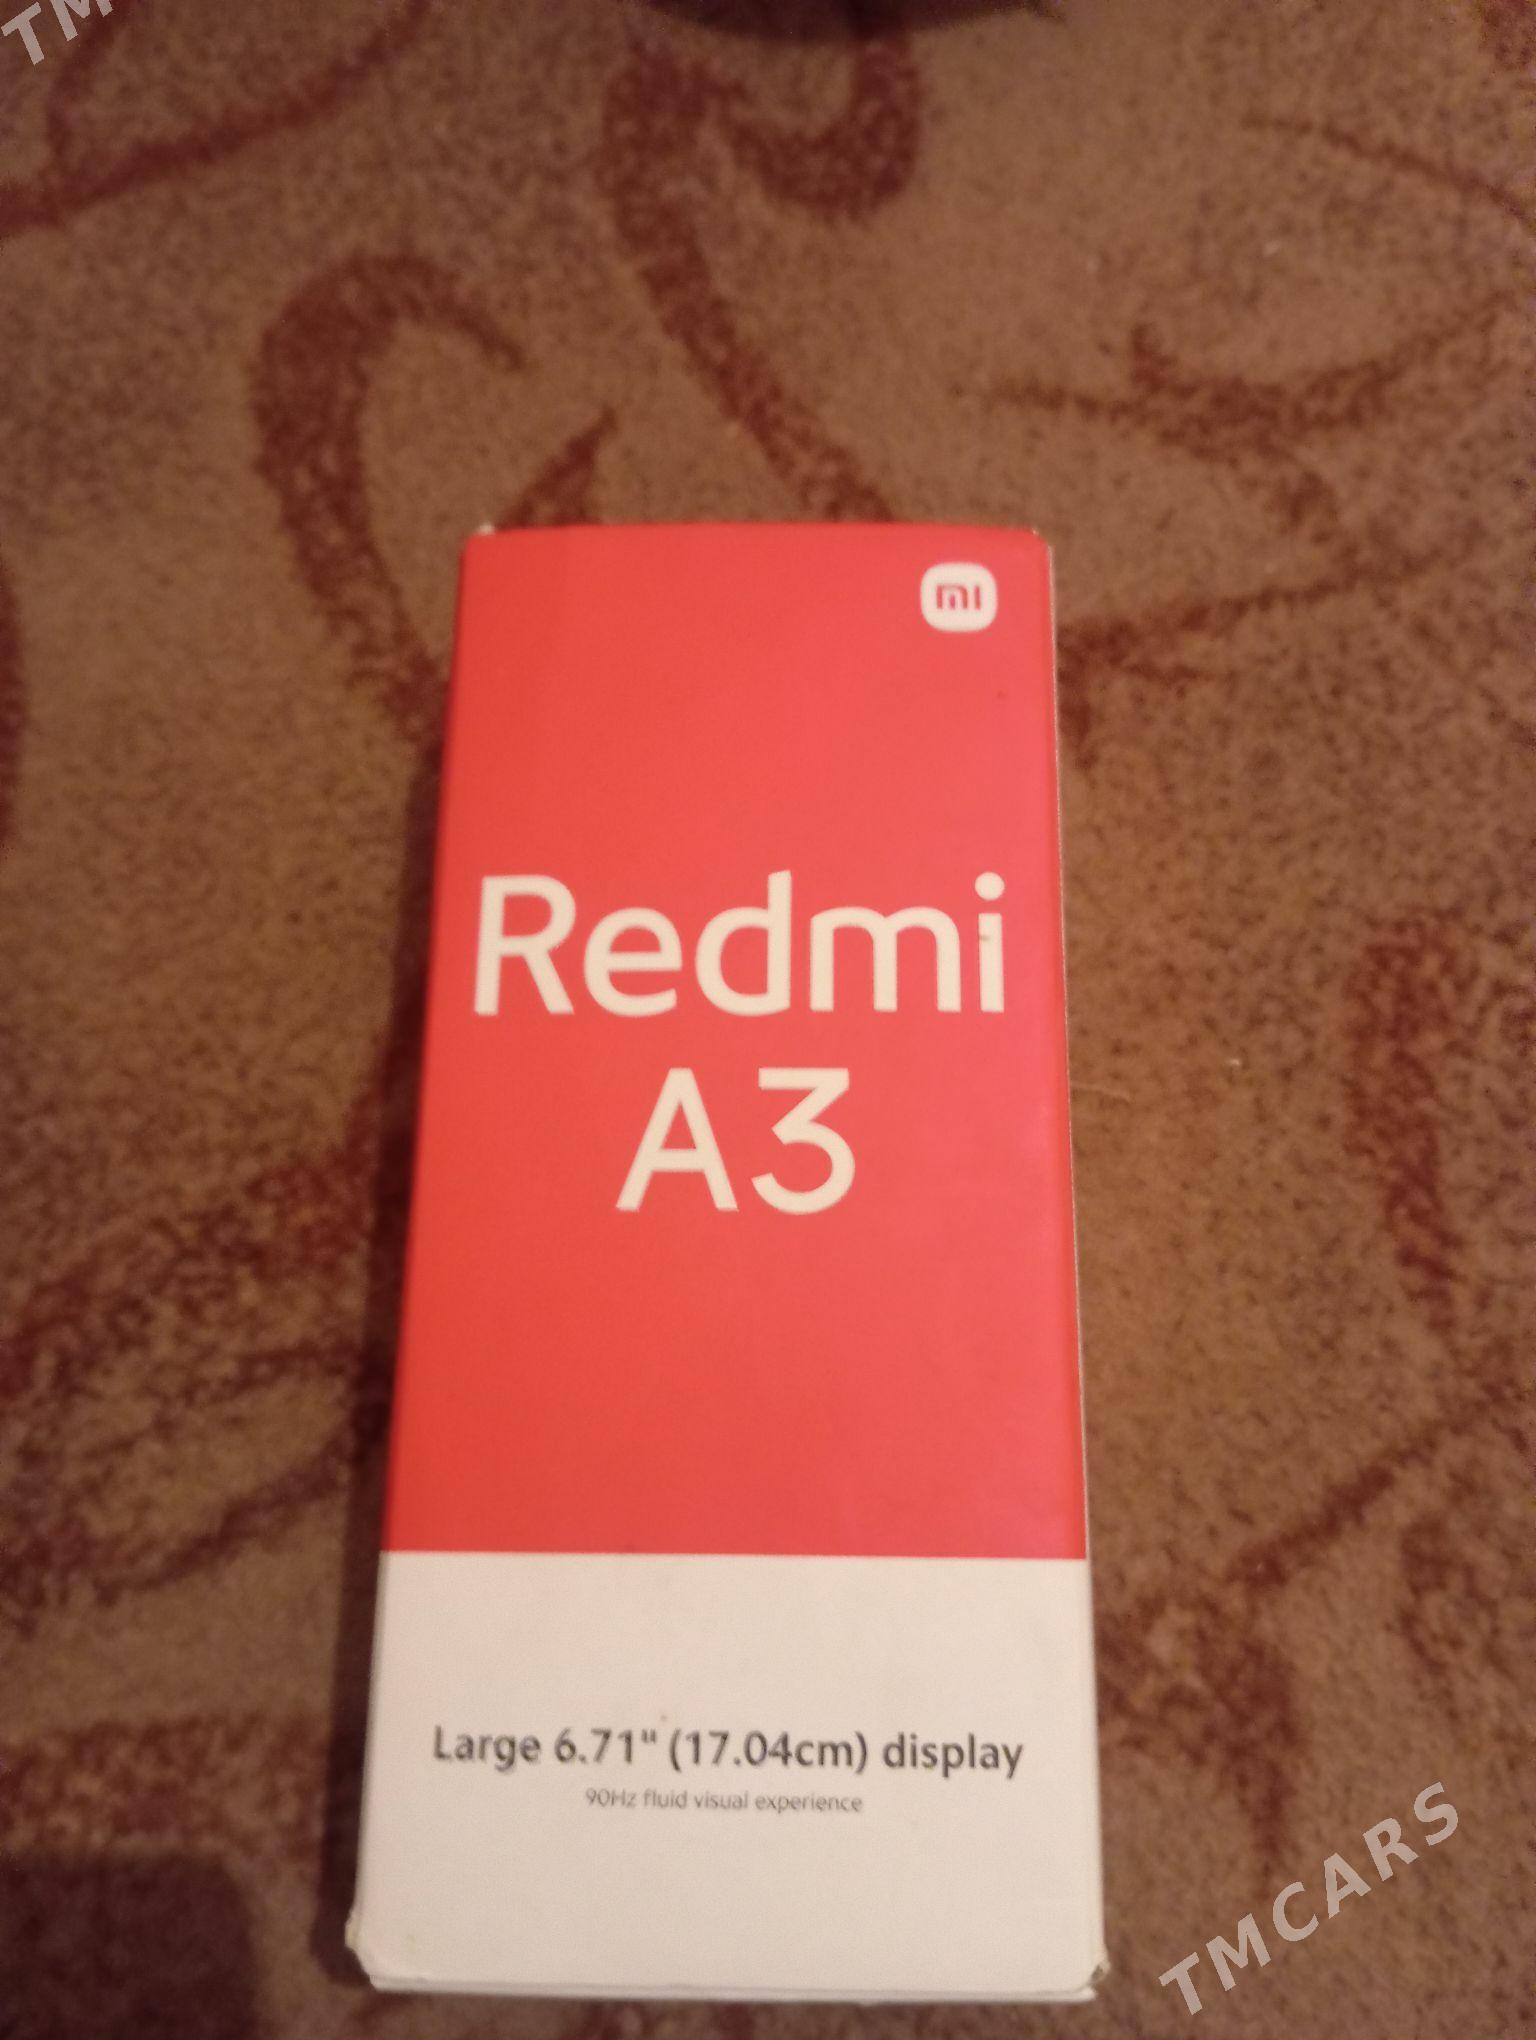 TM
mi
Redmi
A3
Large 6.71" (17.04cm) display
90Hz fluid visual experience
TMCARS